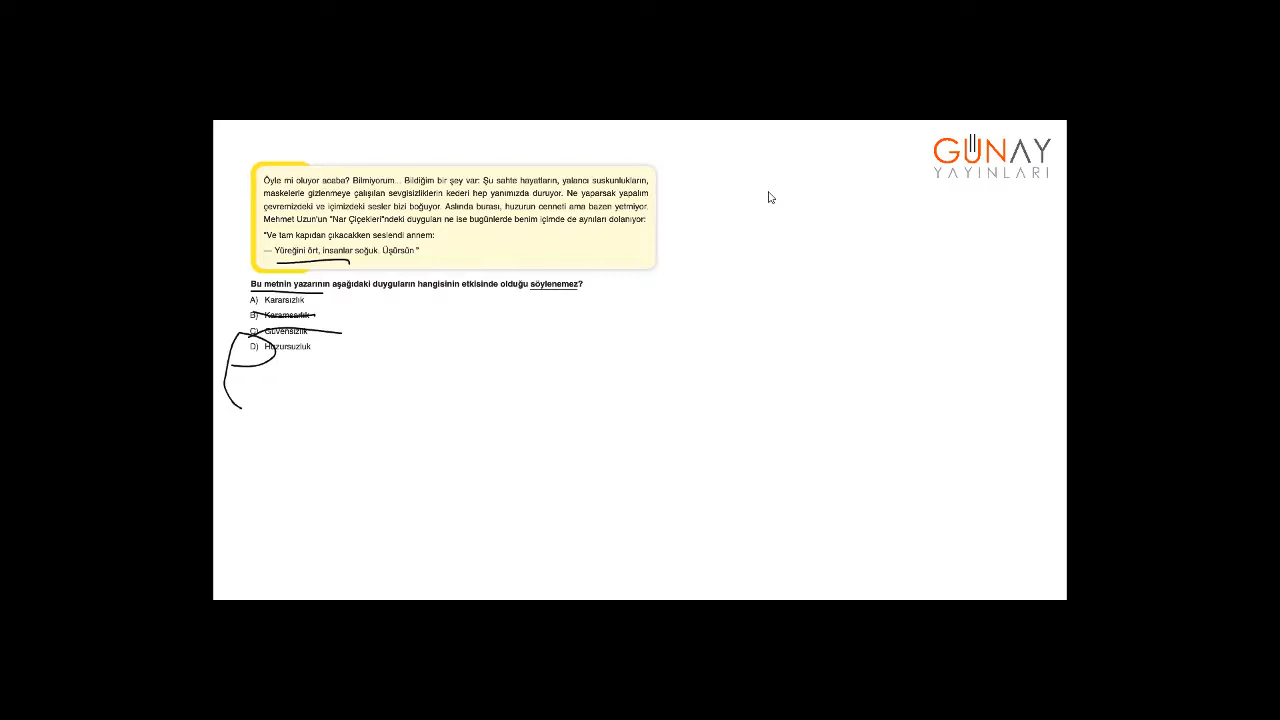 GÜNAY
YAYINLARI
Öyle mi oluyor acaba? Bilmiyorum... Bildiğim bir şey var: Şu sahte hayatların, yalancı suskunlukların,
maskelerle gizlenmeye çalışılan sevgisizliklerin kederi hep yanımızda duruyor. Ne yaparsak yapalım
çevremizdeki ve içimizdeki sesler bizi boğuyor. Aslında burası, huzurun cenneti ama bazen yetmiyor.
Mehmet Uzun'un "Nar Çiçekleri"ndeki duyguları ne ise bugünlerde benim içimde de aynıları dolanıyor:
"Ve tam kapıdan çıkacakken seslendi annem:
— Yüreğini ört, insanlar soğuk. Üşürsün."
Bu metnin yazarının aşağıdaki duyguların hangisinin etkisinde olduğu söylenemez?
A) Kararsızlık
B) Karamsarlık
C) Güvensizlik
D) Huzursuzluk